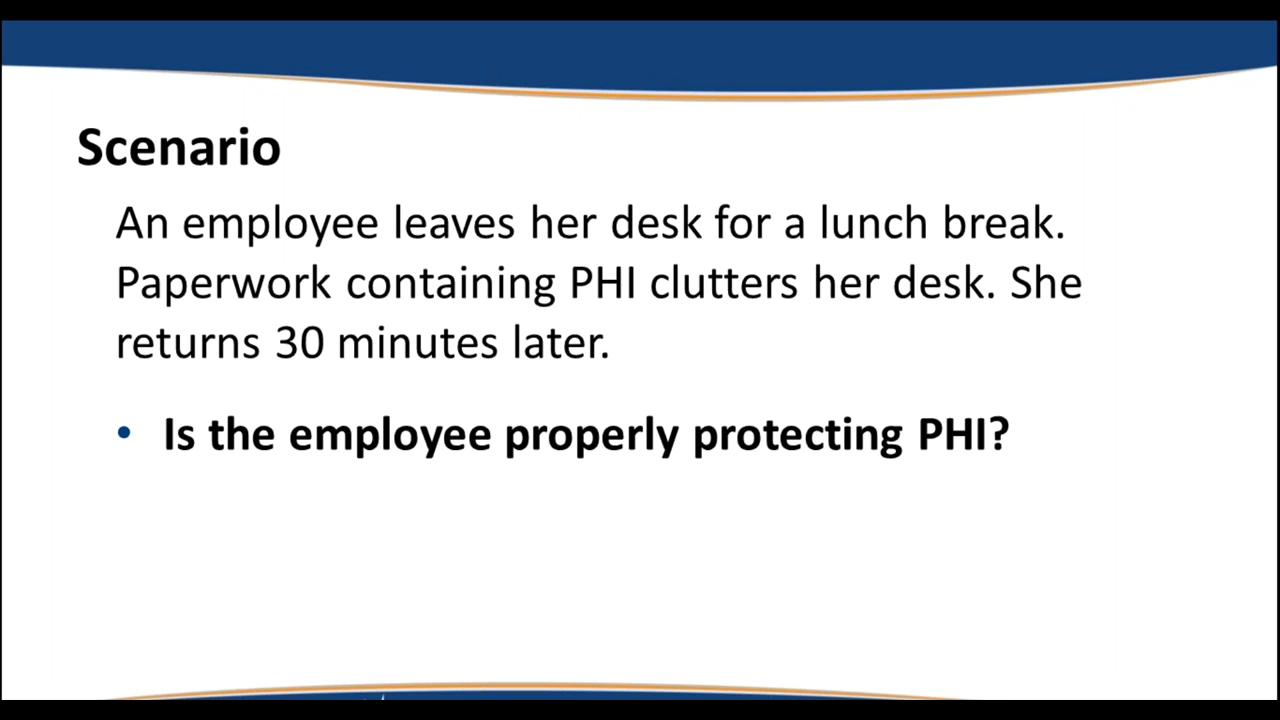 Scenario
An employee leaves her desk for a lunch break.
Paperwork containing PHI clutters her desk. She
returns 30 minutes later.
• Is the employee properly protecting PHI?